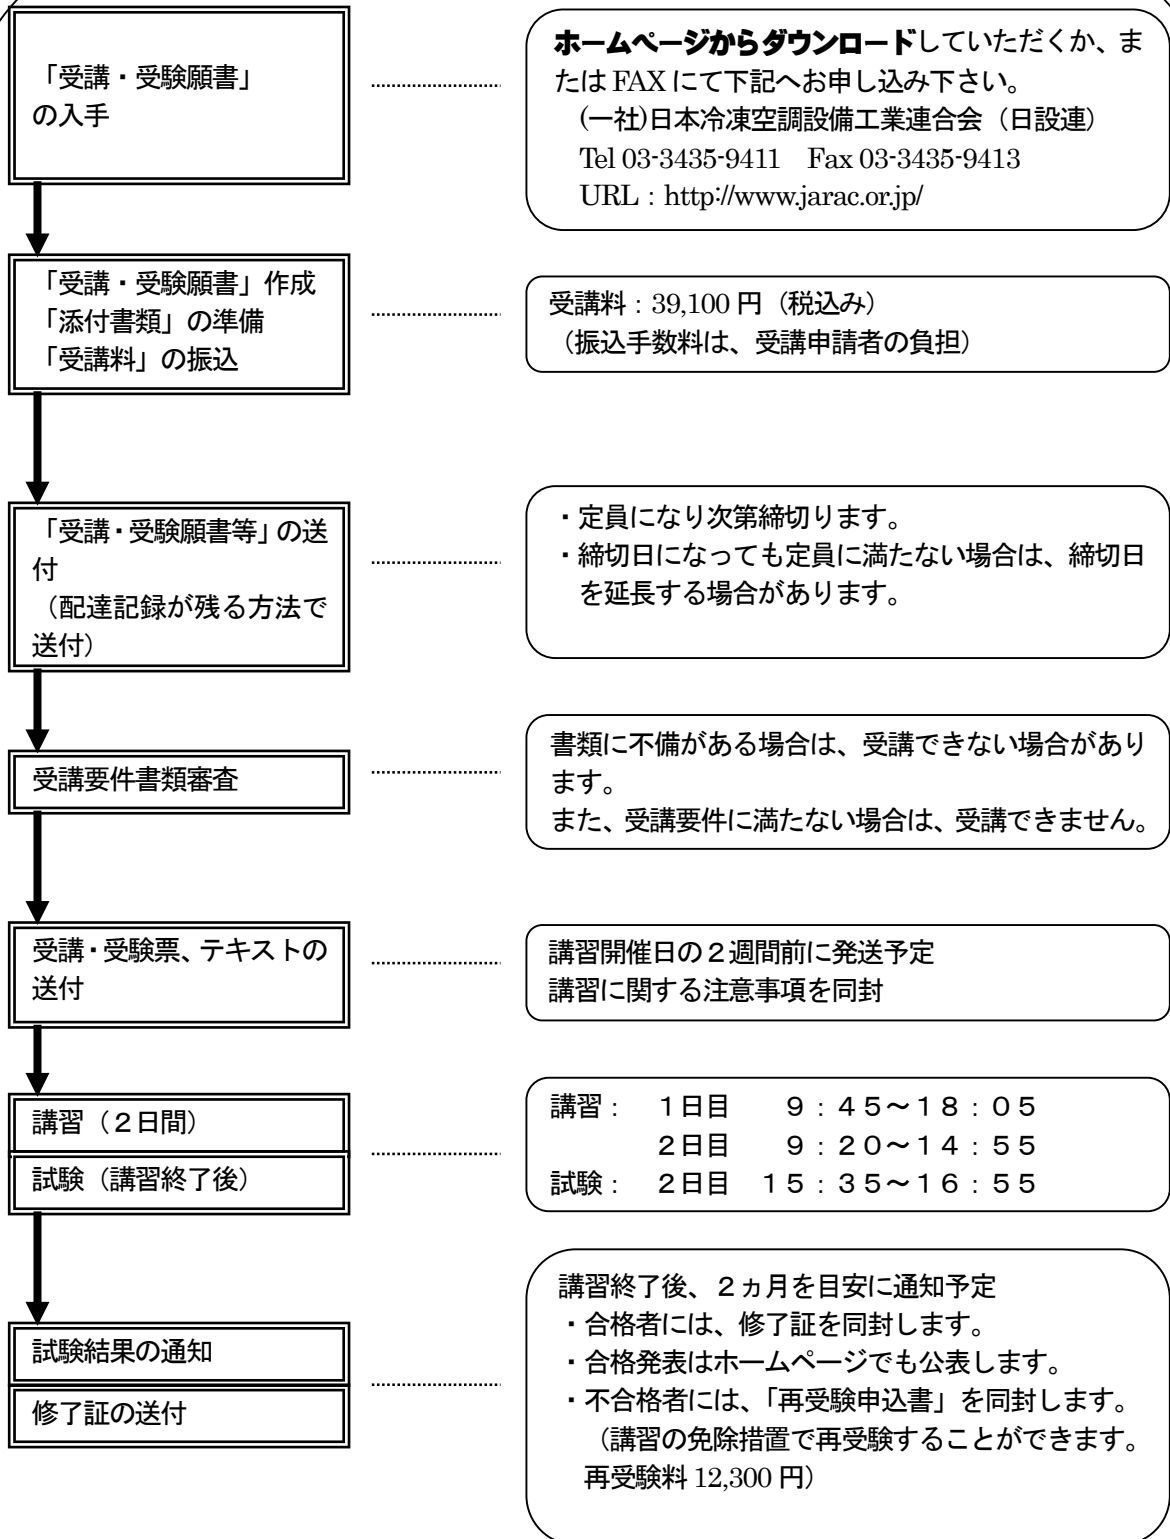 「受講・受験願書」
の入手
ホームページからダウンロードしていただくか、ま
たは FAX にて下記へお申し込み下さい。
(一社)日本冷凍空調設備工業連合会（日設連）
Tel 03-3435-9411　Fax 03-3435-9413
URL：http://www.jarac.or.jp/
「受講・受験願書」作成
「添付書類」の準備
「受講料」の振込
受講料：39,100 円（税込み）
（振込手数料は、受講申請者の負担）
「受講・受験願書等」の送
付
（配達記録が残る方法で
送付）
・定員になり次第締切ります。
・締切日になっても定員に満たない場合は、締切日
を延長する場合があります。
受講要件書類審査
書類に不備がある場合は、受講できない場合があり
ます。
また、受講要件に満たない場合は、受講できません。
受講・受験票、テキストの
送付
講習開催日の２週間前に発送予定
講習に関する注意事項を同封
講習（２日間）
試験（講習終了後）
講習：　１日目　　９：４５～１８：０５
２日目　　９：２０～１４：５５
試験：　２日目　１５：３５～１６：５５
試験結果の通知
修了証の送付
講習終了後、２ヵ月を目安に通知予定
・合格者には、修了証を同封します。
・合格発表はホームページでも公表します。
・不合格者には、「再受験申込書」を同封します。
（講習の免除措置で再受験することができます。
再受験料 12,300 円）